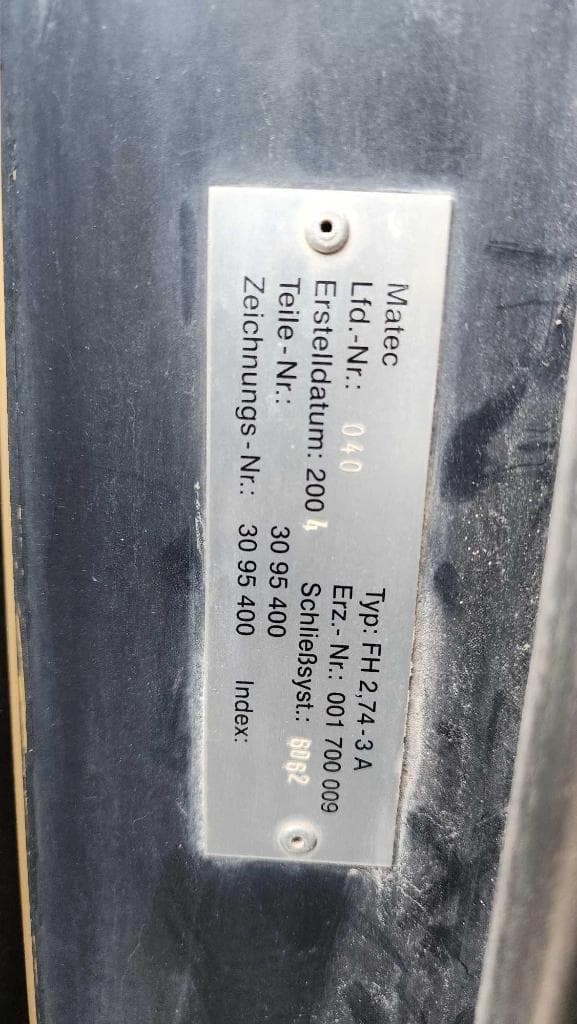 Matec Typ: FH 2,74-3 A
Lfd.-Nr.: 040 Erz.- Nr.: 001 700 009
Erstelldatum: 2004 Schließsyst.: 6082
Teile.-Nr.: 30 95 400
Zeichnungs-Nr.: 30 95 400 Index: